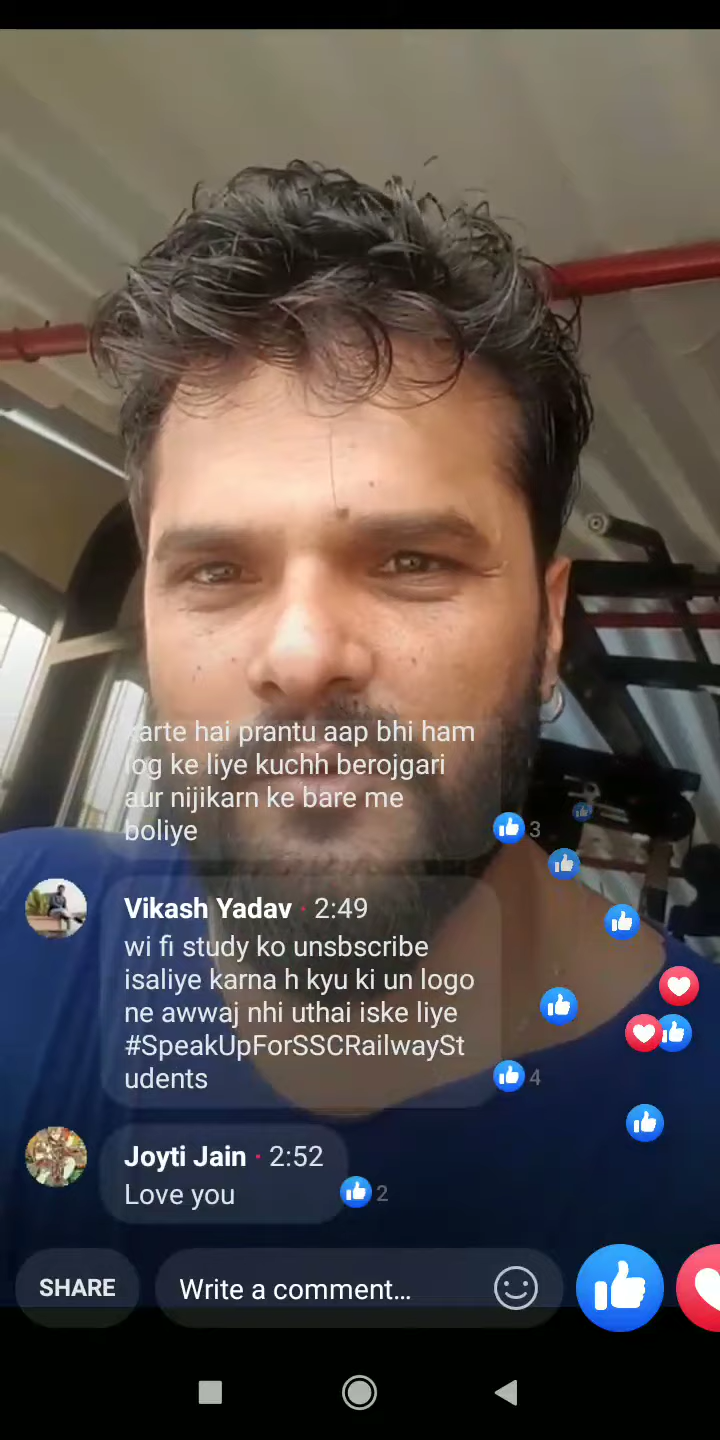 karte hai prantu aap bhi ham
log ke liye kuchh berojgari
aur nijikarn ke bare me
boliye
3
Vikash Yadav · 2:49
wi fi study ko unsbscribe
isaliye karna h kyu ki un logo
ne awwaj nhi uthai iske liye
#SpeakUpForSSCRailwaySt
udents
4
Joyti Jain · 2:52
Love you
2
SHARE
Write a comment...